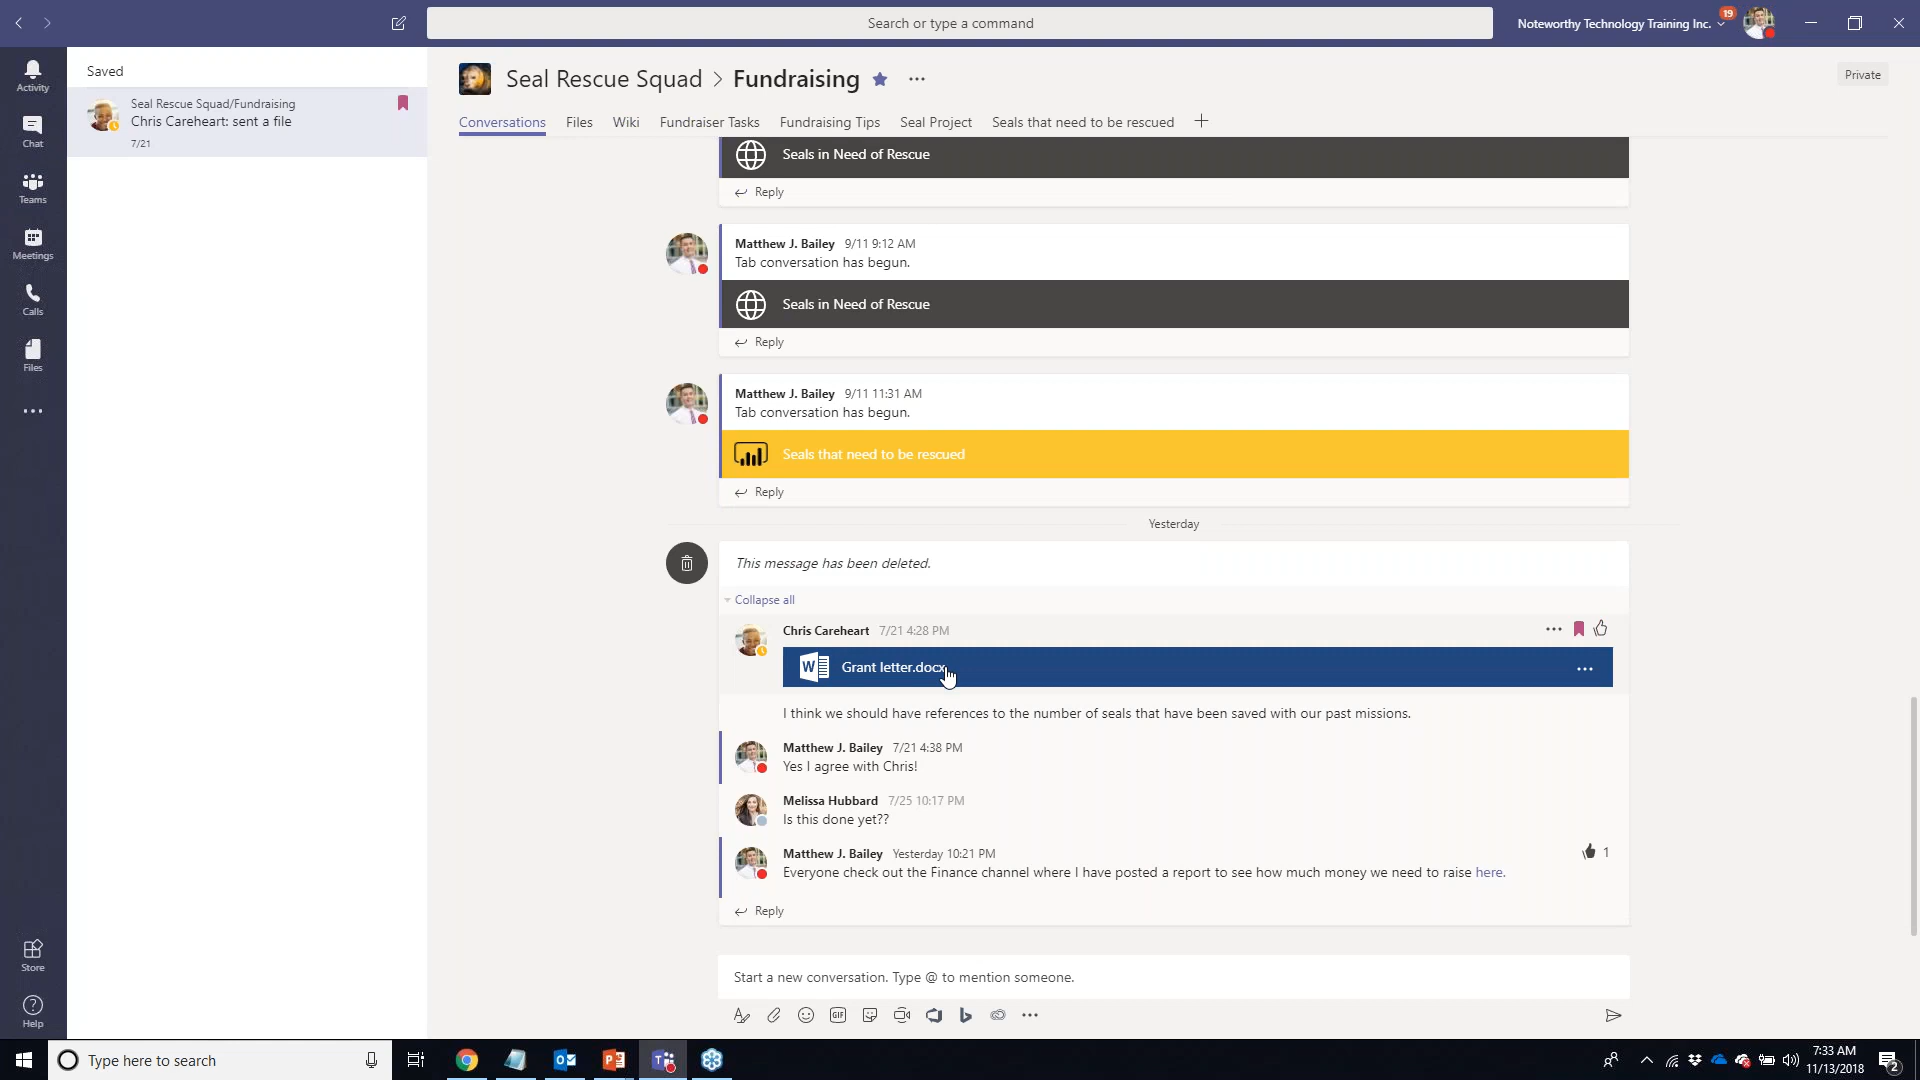 Search or type a command
Noteworthy Technology Training Inc.
19
Activity
Chat
Teams
Meetings
Calls
Files
Store
Help
Saved
Seal Rescue Squad/Fundraising
Chris Careheart: sent a file
7/21
Seal Rescue Squad > Fundraising
Private
Conversations Files Wiki Fundraiser Tasks Fundraising Tips Seal Project Seals that need to be rescued
Seals in Need of Rescue
Reply
Matthew J. Bailey 9/11 9:12 AM
Tab conversation has begun.
Seals in Need of Rescue
Reply
Matthew J. Bailey 9/11 11:31 AM
Tab conversation has begun.
Seals that need to be rescued
Reply
Yesterday
This message has been deleted.
Collapse all
Chris Careheart 7/21 4:28 PM
Grant letter.docx
I think we should have references to the number of seals that have been saved with our past missions.
Matthew J. Bailey 7/21 4:38 PM
Yes I agree with Chris!
Melissa Hubbard 7/25 10:17 PM
Is this done yet??
Matthew J. Bailey Yesterday 10:21 PM
1
Everyone check out the Finance channel where I have posted a report to see how much money we need to raise here.
Reply
Start a new conversation. Type @ to mention someone.
GIF
Type here to search
7:33 AM
11/13/2018
2